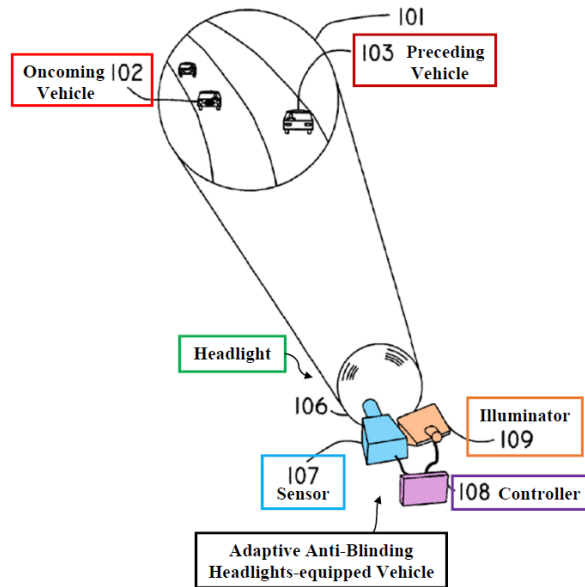 101
Oncoming 102
Vehicle
103 Preceding
Vehicle
Headlight
106
Illuminator
109
107
Sensor
108 Controller
Adaptive Anti-Blinding
Headlights-equipped Vehicle